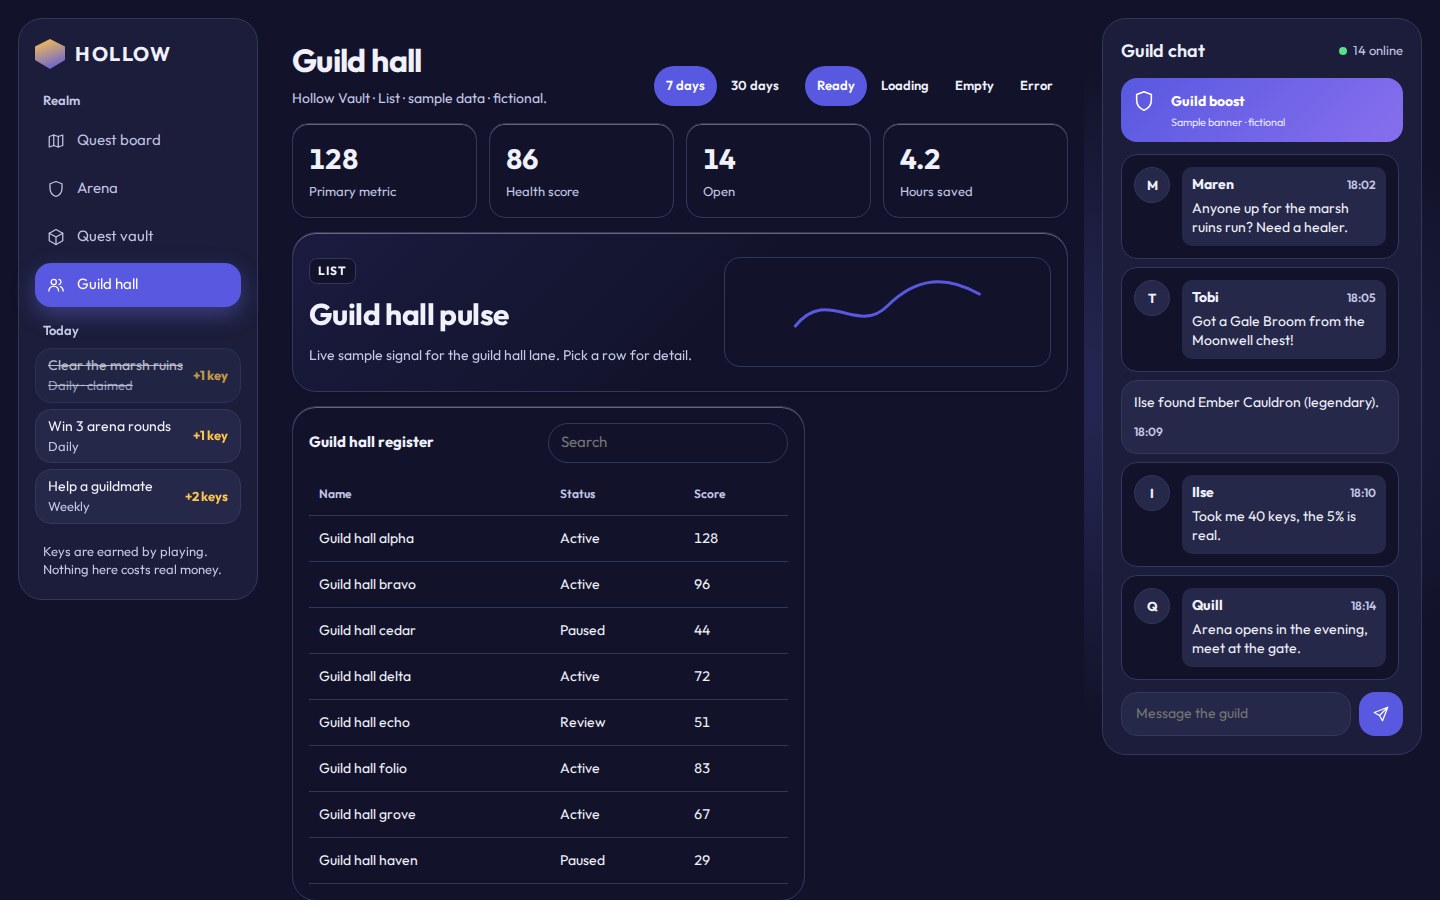 HOLLOW
Realm
Quest board
Arena
Quest vault
Guild hall
Today
Clear the marsh ruins
Daily · claimed
+1 key
Win 3 arena rounds
Daily
+1 key
Help a guildmate
Weekly
+2 keys
Keys are earned by playing.
Nothing here costs real money.
Guild hall
Hollow Vault · List · sample data · fictional.
7 days
30 days
Ready
Loading
Empty
Error
128
Primary metric
86
Health score
14
Open
4.2
Hours saved
LIST
Guild hall pulse
Live sample signal for the guild hall lane. Pick a row for detail.
Guild hall register
Search
Name Status Score
Guild hall alpha Active 128
Guild hall bravo Active 96
Guild hall cedar Paused 44
Guild hall delta Active 72
Guild hall echo Review 51
Guild hall folio Active 83
Guild hall grove Active 67
Guild hall haven Paused 29
Guild chat
14 online
Guild boost
Sample banner · fictional
M
Maren 18:02
Anyone up for the marsh
ruins run? Need a healer.
T
Tobi 18:05
Got a Gale Broom from the
Moonwell chest!
Ilse found Ember Cauldron (legendary).
18:09
I
Ilse 18:10
Took me 40 keys, the 5% is
real.
Q
Quill 18:14
Arena opens in the evening,
meet at the gate.
Message the guild